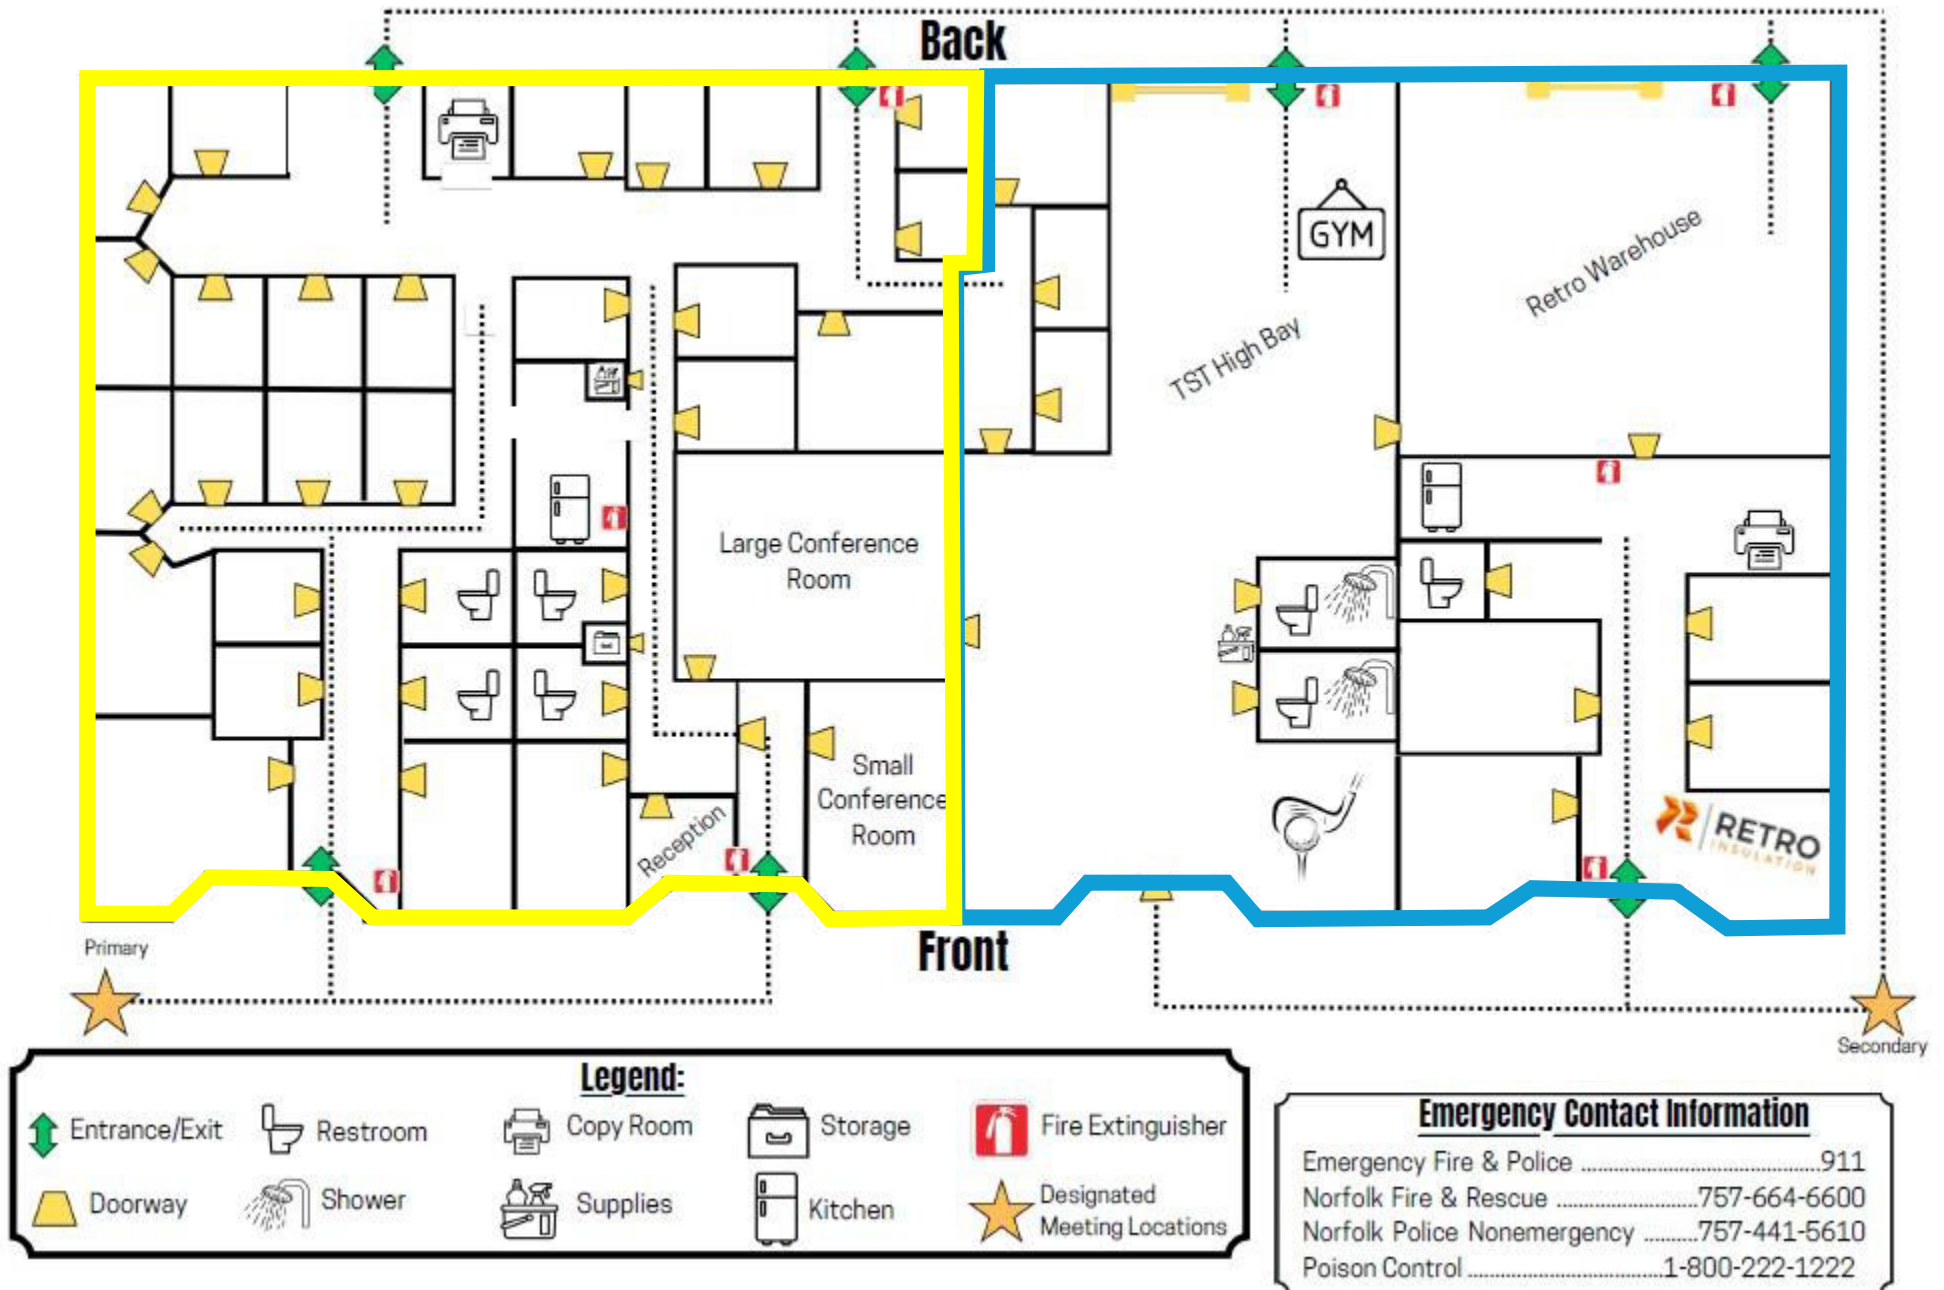 Back
GYM
Retro Warehouse
TST High Bay
Large Conference
Room
Small
Conference
Room
Reception
RETRO
INSULATION
Front
Primary
Secondary
Legend:
Entrance/Exit
Restroom
Copy Room
Storage
Fire Extinguisher
Doorway
Shower
Supplies
Kitchen
Designated
Meeting Locations
Emergency Contact Information
Emergency Fire & Police ........................................911
Norfolk Fire & Rescue ........................757-664-6600
Norfolk Police Nonemergency ..........757-441-5610
Poison Control ....................................1-800-222-1222